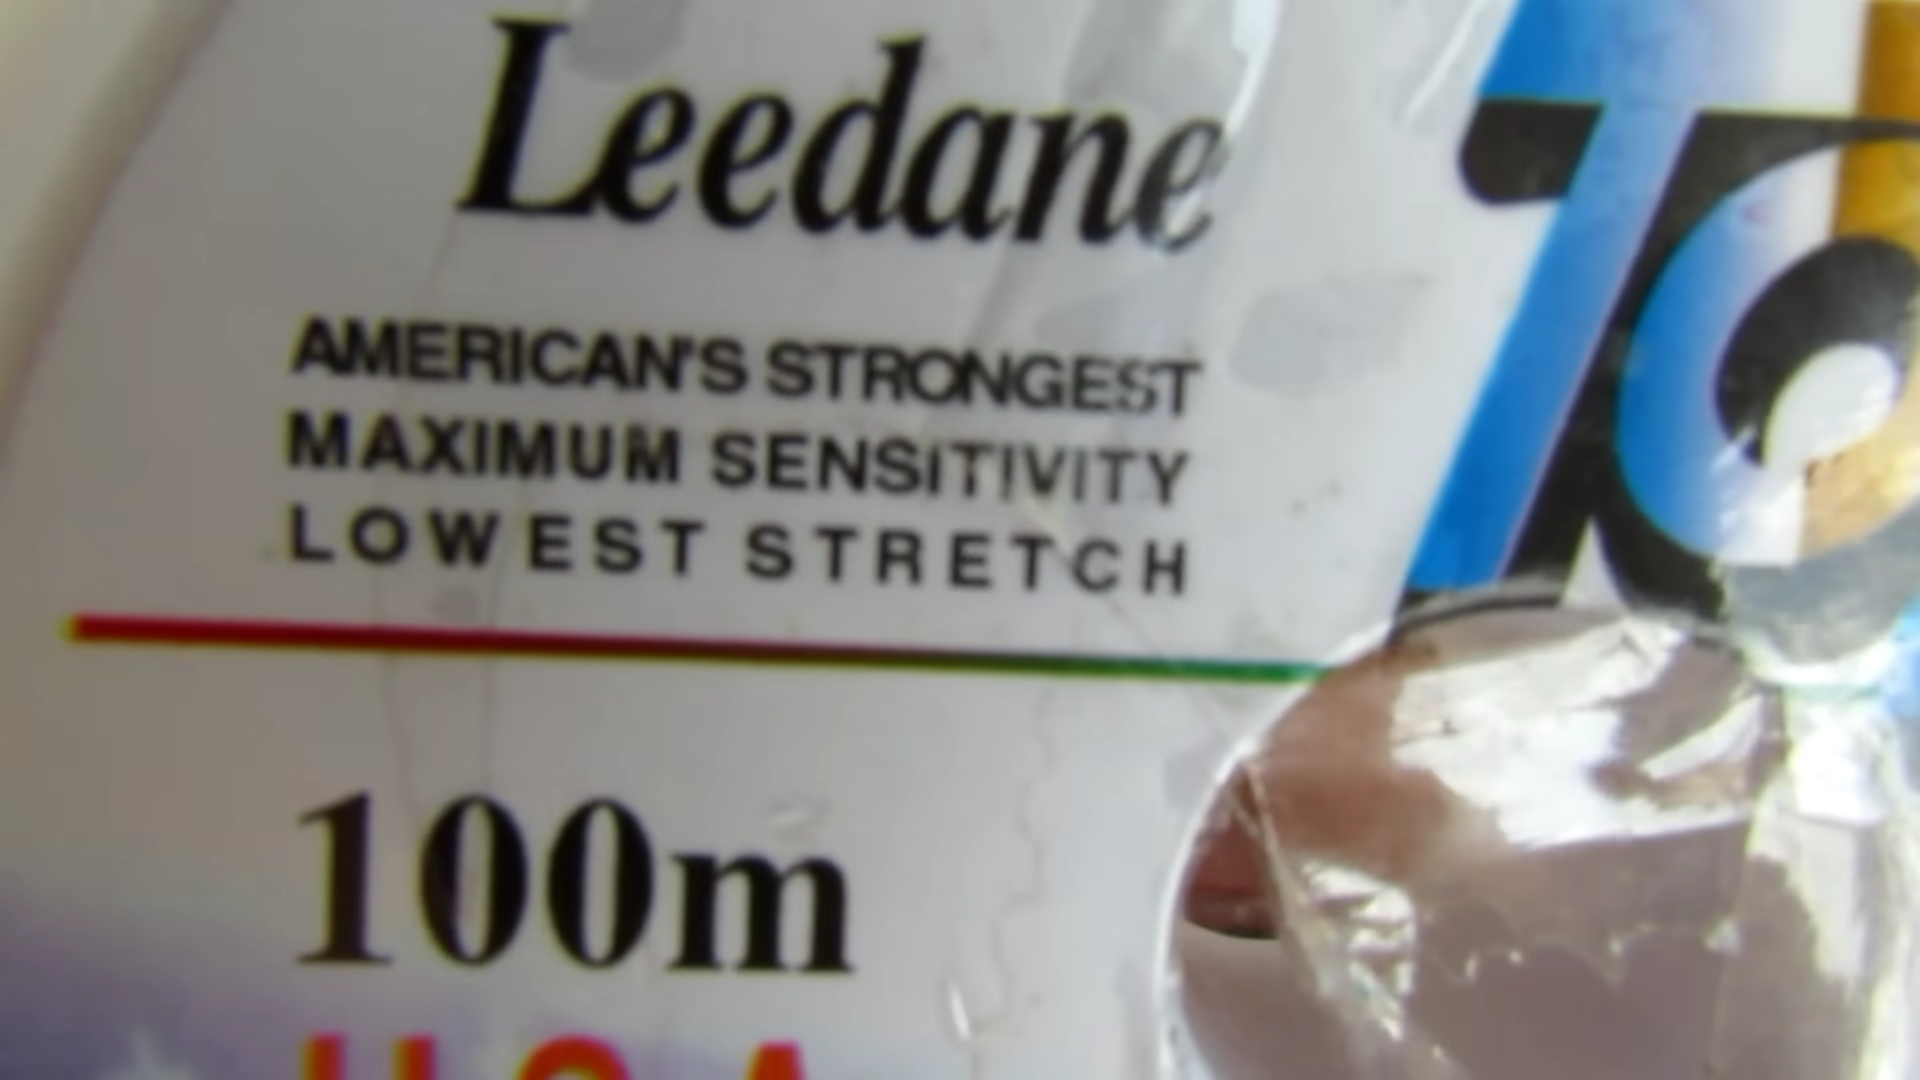 Leedane
AMERICAN'S STRONGEST
MAXIMUM SENSITIVITY
LOWEST STRETCH
100m